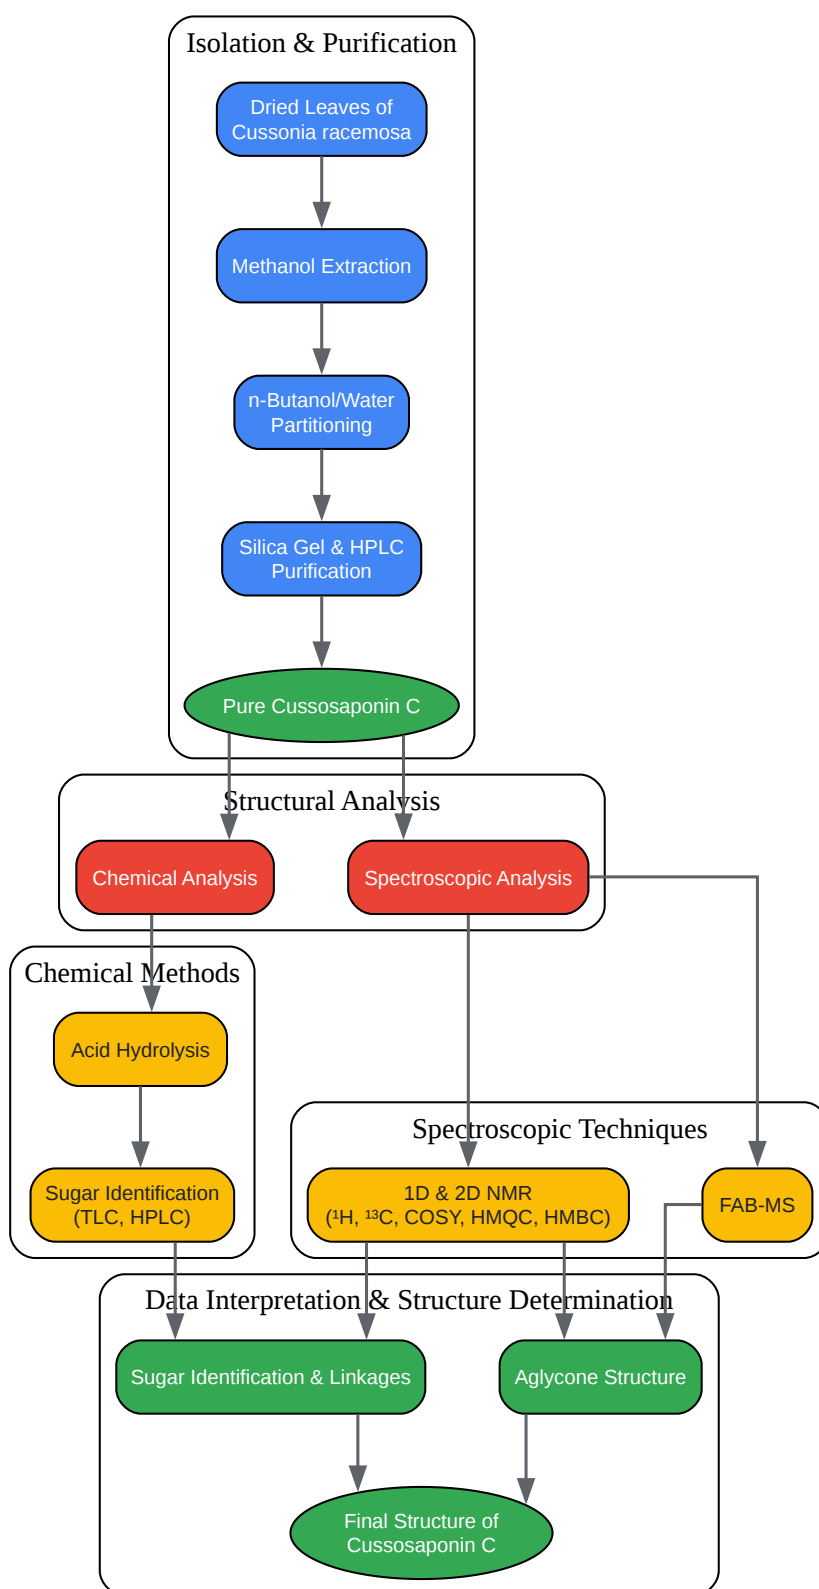 Isolation & Purification
Dried Leaves of
Cussonia racemosa
Methanol Extraction
n-Butanol/Water
Partitioning
Silica Gel & HPLC
Purification
Pure Cussosaponin C
Structural Analysis
Chemical Analysis
Spectroscopic Analysis
Chemical Methods
Acid Hydrolysis
Sugar Identification
(TLC, HPLC)
Spectroscopic Techniques
1D & 2D NMR
(¹H, ¹³C, COSY, HMQC, HMBC)
FAB-MS
Data Interpretation & Structure Determination
Sugar Identification & Linkages
Aglycone Structure
Final Structure of
Cussosaponin C